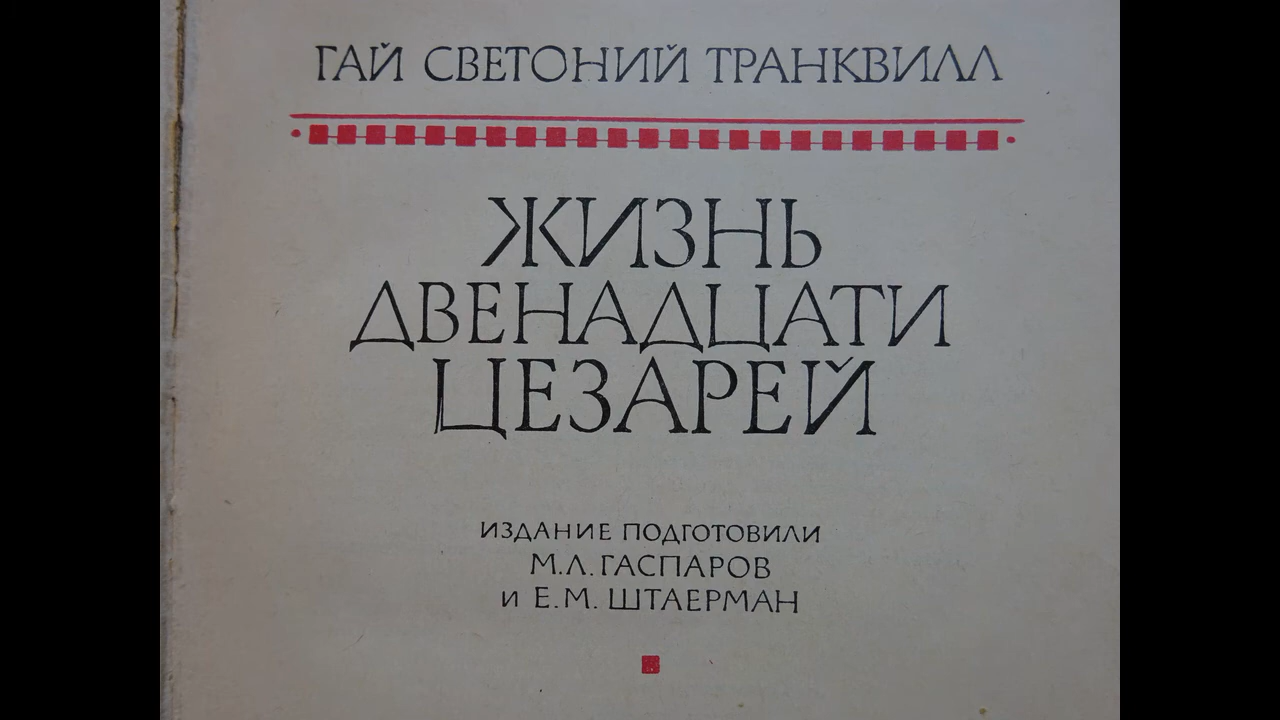 ГАЙ СВЕТОНИЙ ТРАНКВИЛЛ
ЖИЗНЬ
ДВЕНАДЦАТИ
ЦЕЗАРЕЙ
ИЗДАНИЕ ПОДГОТОВИЛИ
М.Л. ГАСПАРОВ
и Е.М. ШТАЕРМАН